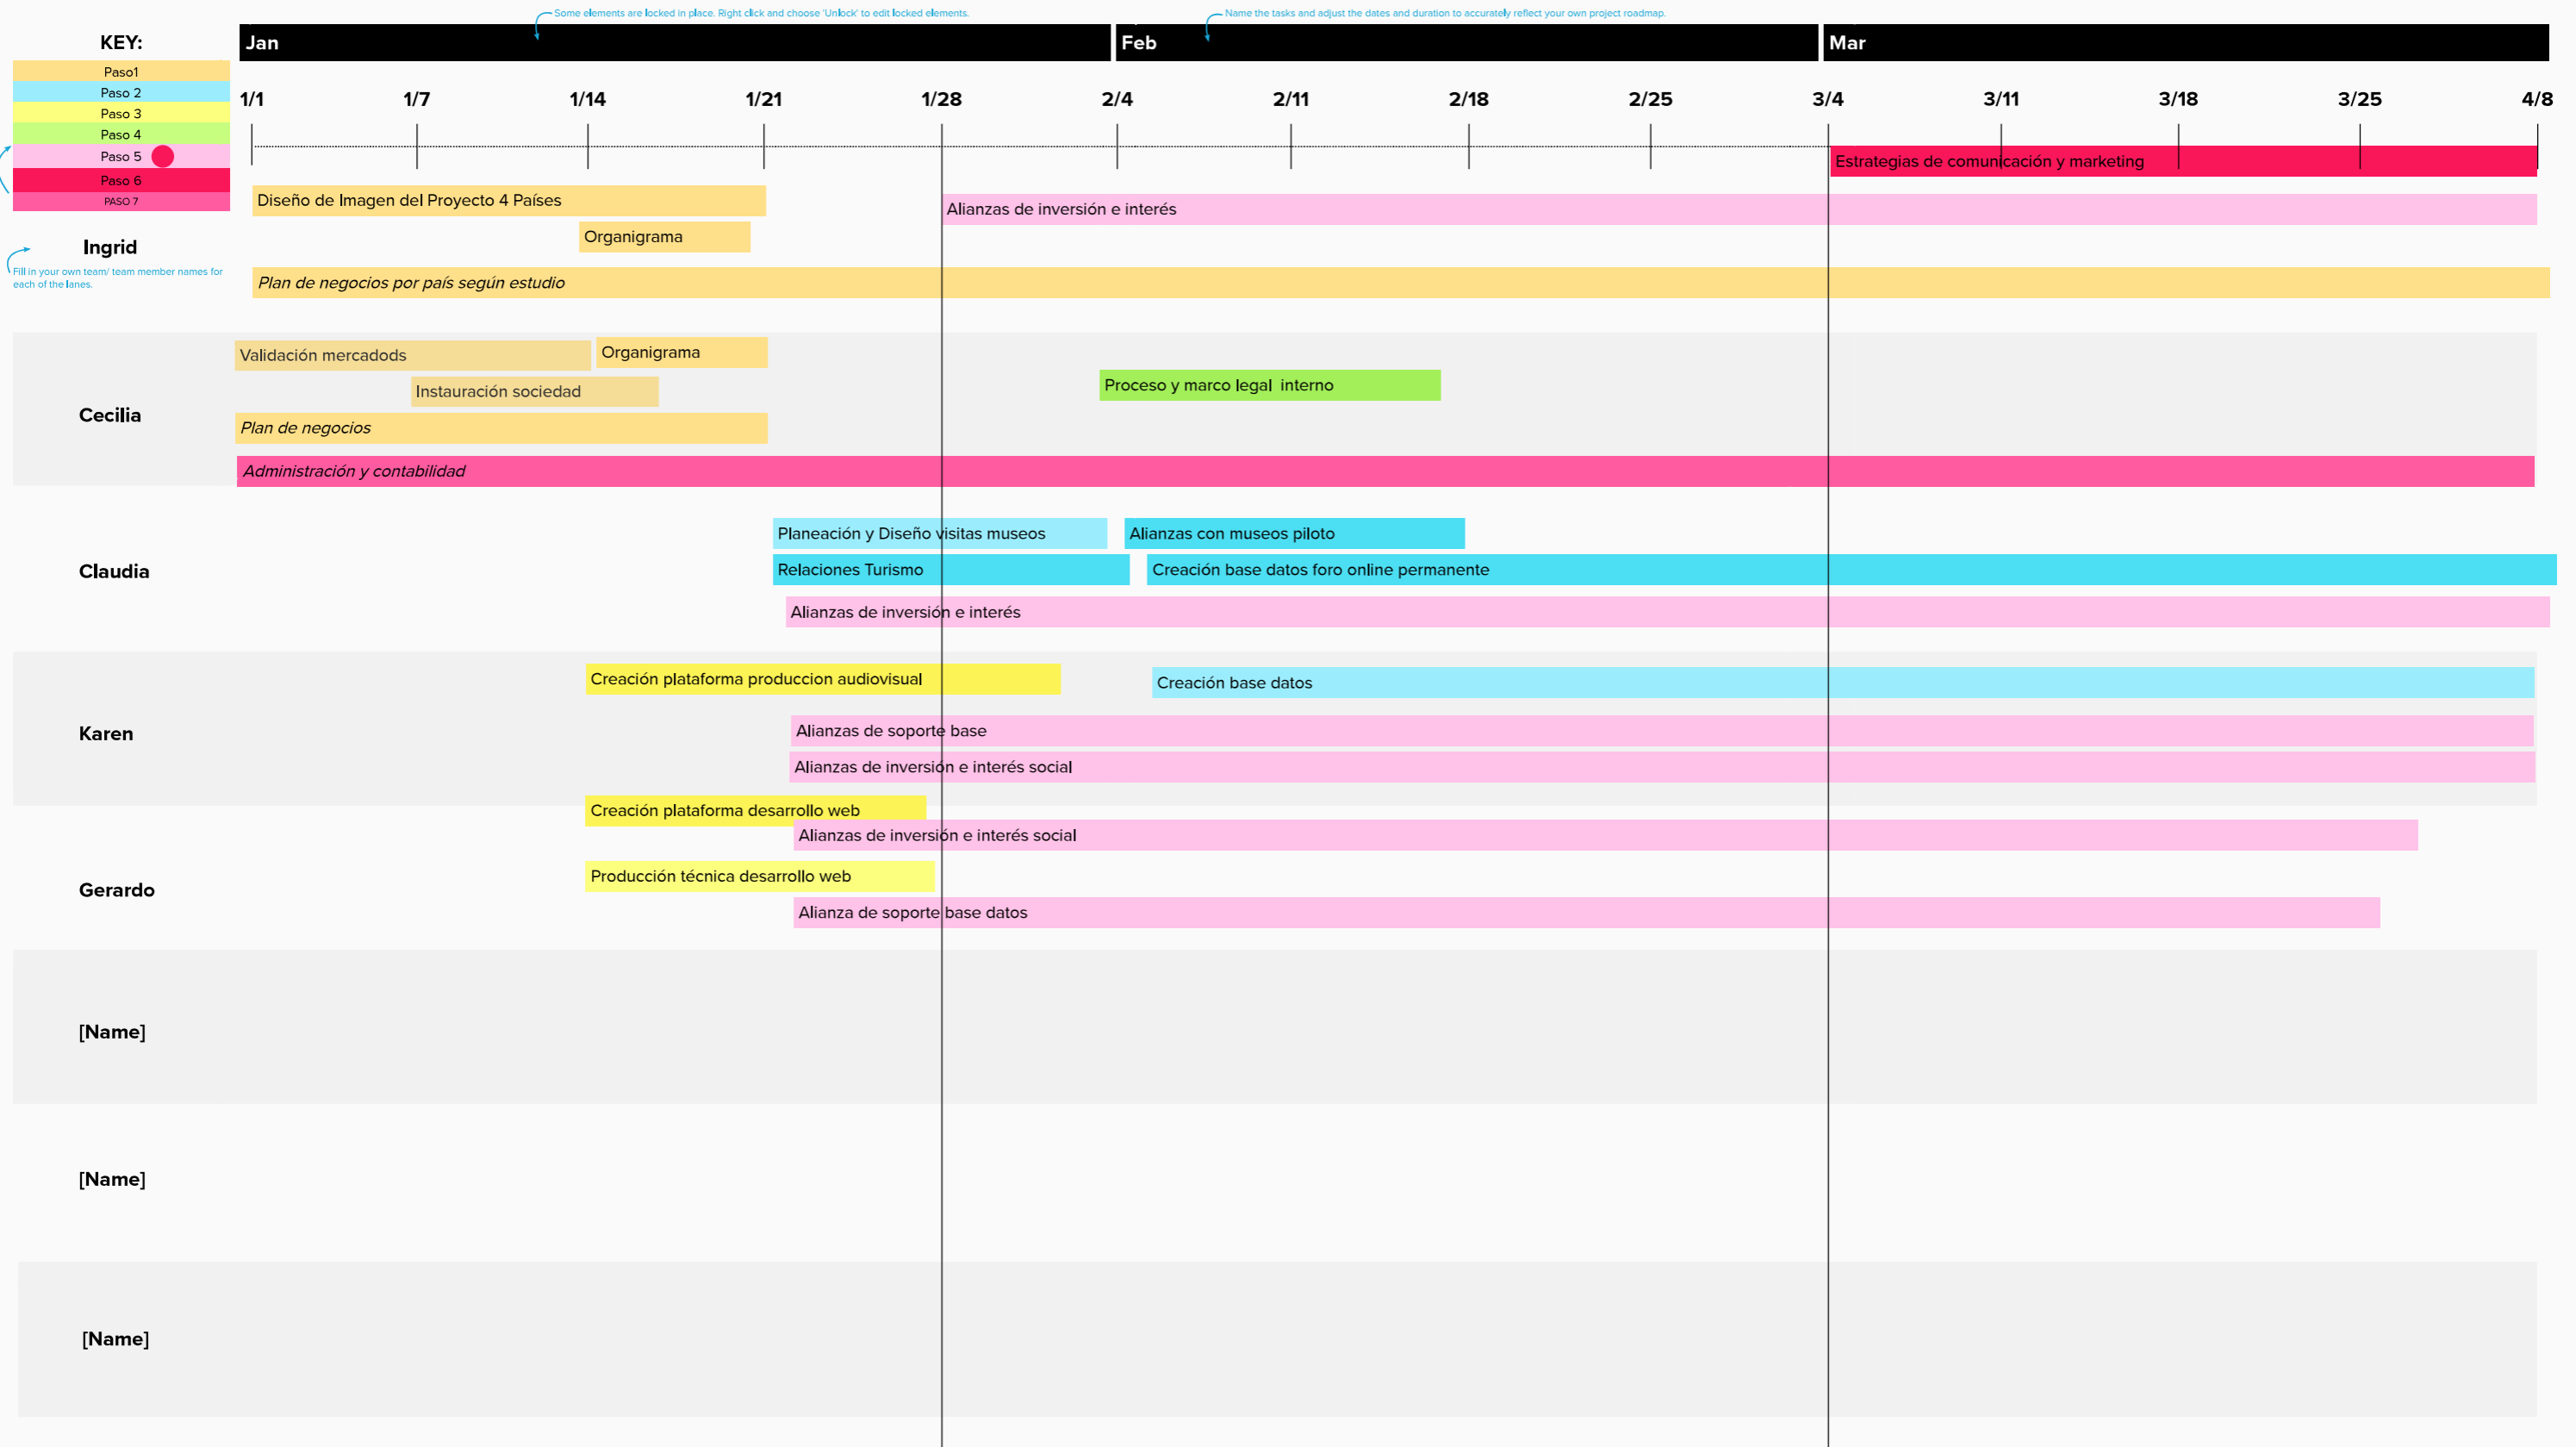 Some elements are locked in place. Right click and choose 'Unlock' to edit locked elements.
Name the tasks and adjust the dates and duration to accurately reflect your own project roadmap.
KEY:
Jan
Feb
Mar
Paso1
Paso 2
Paso 3
Paso 4
Paso 5
Paso 6
PASO 7
1/1
1/7
1/14
1/21
1/28
2/4
2/11
2/18
2/25
3/4
3/11
3/18
3/25
4/8
Estrategias de comunicación y marketing
Diseño de Imagen del Proyecto 4 Países
Alianzas de inversión e interés
Organigrama
Ingrid
Fill in your own team/ team member names for
each of the lanes.
Plan de negocios por país según estudio
Validación mercadods
Organigrama
Instauración sociedad
Proceso y marco legal  interno
Cecilia
Plan de negocios
Administración y contabilidad
Planeación y Diseño visitas museos
Alianzas con museos piloto
Claudia
Relaciones Turismo
Creación base datos foro online permanente
Alianzas de inversión e interés
Creación plataforma produccion audiovisual
Creación base datos
Karen
Alianzas de soporte base
Alianzas de inversión e interés social
Creación plataforma desarrollo web
Alianzas de inversión e interés social
Gerardo
Producción técnica desarrollo web
Alianza de soporte base datos
[Name]
[Name]
[Name]